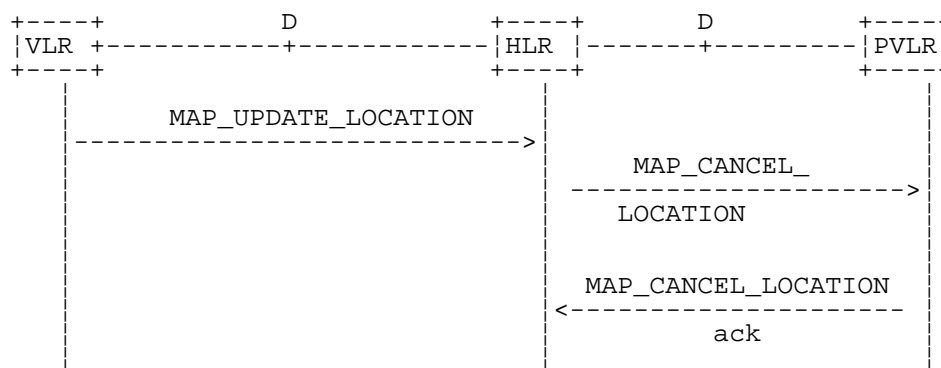 D D
VLR HLR PVLR
MAP_UPDATE_LOCATION
MAP_CANCEL_
LOCATION
MAP_CANCEL_LOCATION
ack